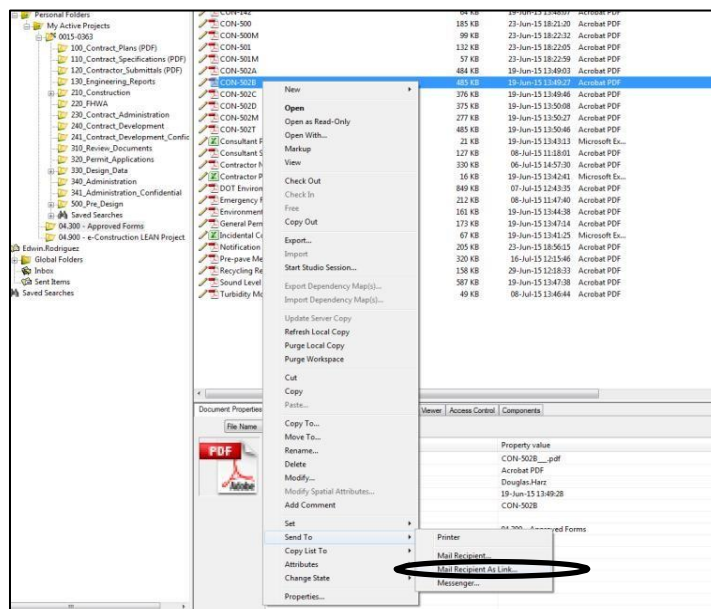 Personal Folders
My Active Projects
0015-0363
100_Contract_Plans (PDF)
110_Contract_Specifications (PDF)
120_Contractor_Submittals (PDF)
130_Engineering_Reports
210_Construction
220_FHWA
230_Contract_Administration
240_Contract_Development
241_Contract_Development_Confic
310_Review_Documents
320_Permit_Applications
330_Design_Data
340_Administration
341_Administration_Confidential
500_Pre_Design
Saved Searches
04.300 - Approved Forms
04.900 - e-Construction LEAN Project
Edwin.Rodriguez
Global Folders
Inbox
Sent Items
Saved Searches
CON-500 185 KB 23-Jun-15 18:21:20 Acrobat PDF
CON-500M 99 KB 23-Jun-15 18:22:32 Acrobat PDF
CON-501 132 KB 23-Jun-15 18:22:05 Acrobat PDF
CON-501M 57 KB 23-Jun-15 18:22:59 Acrobat PDF
CON-502A 484 KB 19-Jun-15 13:49:03 Acrobat PDF
CON-502B 485 KB 19-Jun-15 13:49:27 Acrobat PDF
CON-502C 376 KB 19-Jun-15 13:49:46 Acrobat PDF
CON-502D 375 KB 19-Jun-15 13:50:08 Acrobat PDF
CON-502M 277 KB 19-Jun-15 13:50:27 Acrobat PDF
CON-502T 485 KB 19-Jun-15 13:50:46 Acrobat PDF
Consultant F 21 KB 19-Jun-15 13:43:13 Microsoft Ex...
Consultant S 127 KB 08-Jul-15 11:18:01 Acrobat PDF
Contractor N 330 KB 06-Jul-15 14:57:30 Acrobat PDF
Contractor P 16 KB 19-Jun-15 13:42:41 Microsoft Ex...
DOT Environ 849 KB 07-Jul-15 12:43:35 Acrobat PDF
Emergency F 212 KB 08-Jul-15 11:47:40 Acrobat PDF
Environment 161 KB 19-Jun-15 13:44:38 Acrobat PDF
General Perm 173 KB 19-Jun-15 13:47:14 Acrobat PDF
Incidental Co 67 KB 19-Jun-15 13:41:25 Microsoft Ex...
Notification 205 KB 23-Jun-15 18:56:15 Acrobat PDF
Pre-pave Me 320 KB 16-Jul-15 12:15:46 Acrobat PDF
Recycling Re 158 KB 29-Jun-15 12:18:33 Acrobat PDF
Sound Level 587 KB 19-Jun-15 13:47:38 Acrobat PDF
Turbidity Mo 49 KB 08-Jul-15 13:46:44 Acrobat PDF
New
Open
Open as Read-Only
Open With...
Markup
View
Check Out
Check In
Free
Copy Out
Export...
Import
Start Studio Session...
Export Dependency Map(s)...
Import Dependency Map(s)...
Update Server Copy
Refresh Local Copy
Purge Local Copy
Purge Workspace
Cut
Copy
Paste...
Copy To...
Move To...
Rename...
Delete
Modify...
Modify Spatial Attributes...
Add Comment
Set
Send To
Copy List To
Attributes
Change State
Properties...
Printer
Mail Recipient...
Mail Recipient As Link...
Messenger...
Document Properties
Viewer Access Control Components
File Name
PDF
Adobe
Property value
CON-502B__.pdf
Acrobat PDF
Douglas.Harz
19-Jun-15 13:49:28
CON-502B
04.300 - Approved Forms